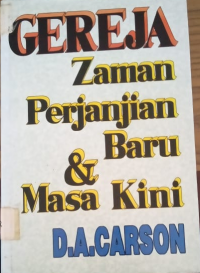 GEREJA
Zaman
Perjanjian
Baru
&
Masa Kini
D.A.CARSON